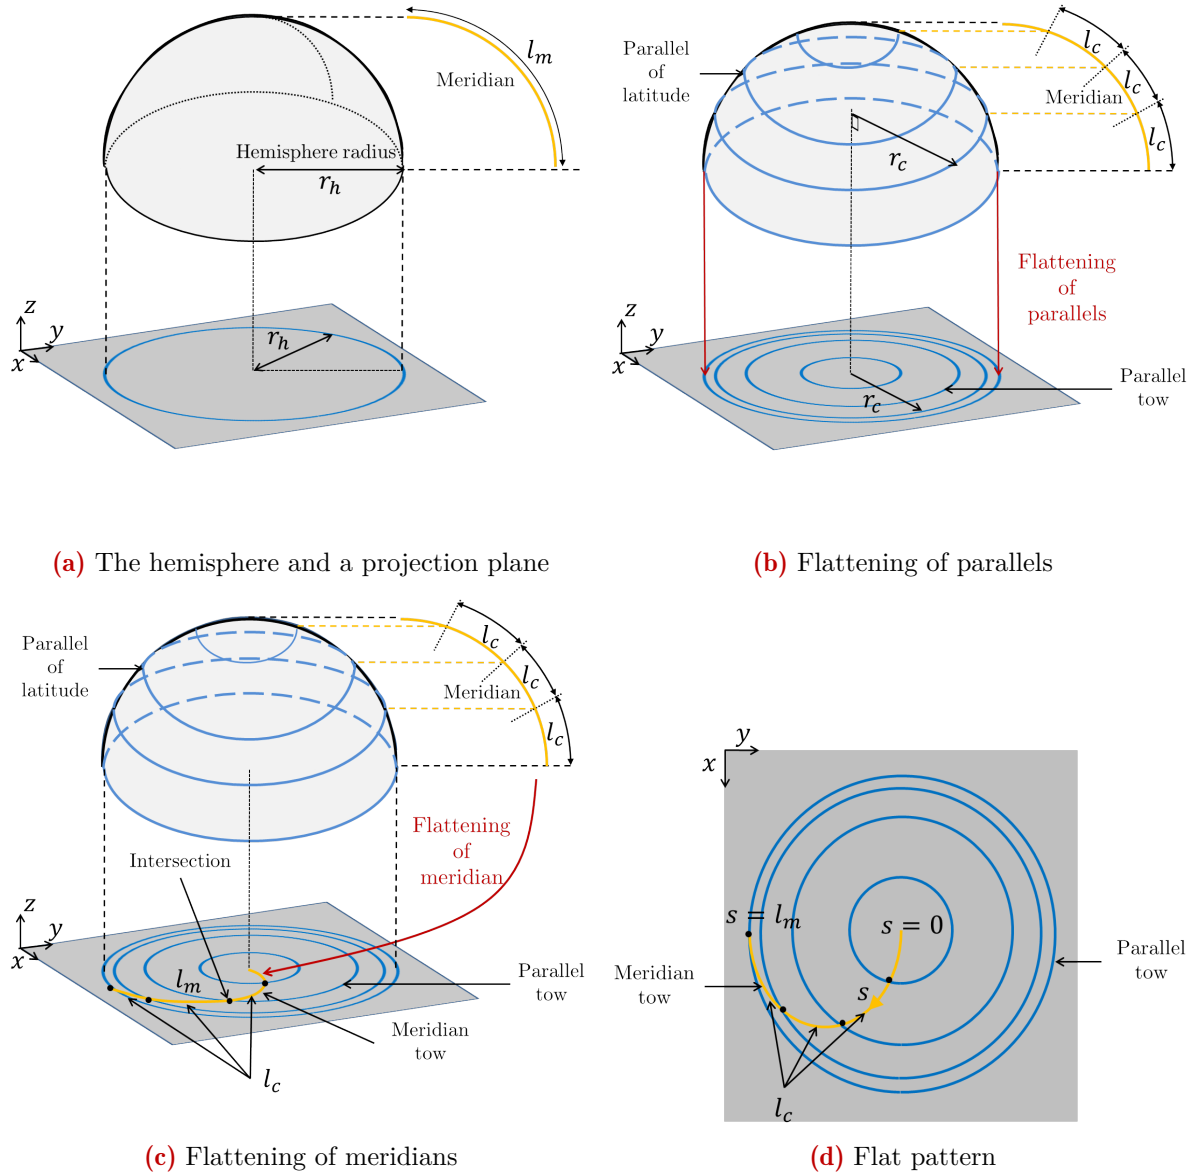 l_m
Meridian
Hemisphere radius
r_h
z
y
x
r_h
(a) The hemisphere and a projection plane
Parallel
of
latitude
l_c
l_c
Meridian
l_c
r_c
Flattening
of
parallels
z
y
x
r_c
Parallel
tow
(b) Flattening of parallels
Parallel
of
latitude
l_c
l_c
Meridian
l_c
Flattening
of
meridian
Intersection
z
y
x
l_m
Parallel
tow
Meridian
tow
l_c
(c) Flattening of meridians
y
x
s = l_m
s = 0
s
Meridian
tow
Parallel
tow
l_c
(d) Flat pattern